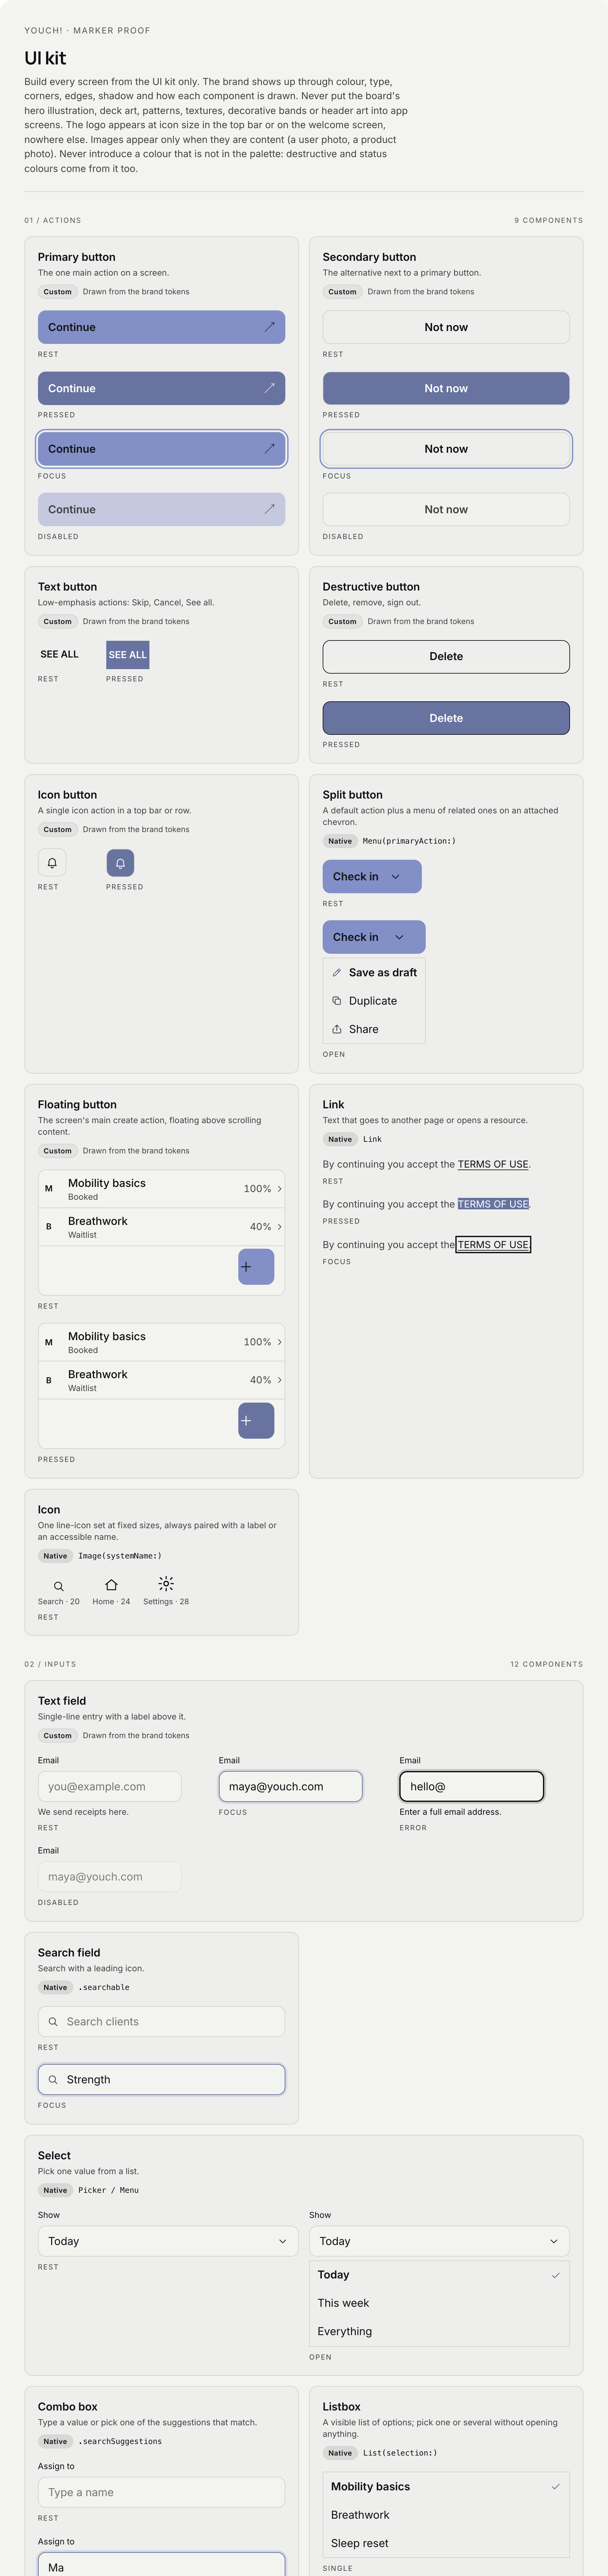 YOUCH! · MARKER PROOF
UI kit
Build every screen from the UI kit only. The brand shows up through colour, type,
corners, edges, shadow and how each component is drawn. Never put the board's
hero illustration, deck art, patterns, textures, decorative bands or header art into app
screens. The logo appears at icon size in the top bar or on the welcome screen,
nowhere else. Images appear only when they are content (a user photo, a product
photo). Never introduce a colour that is not in the palette: destructive and status
colours come from it too.
01 / ACTIONS
9 COMPONENTS
Primary button
The one main action on a screen.
Custom Drawn from the brand tokens
Continue
REST
Continue
PRESSED
Continue
FOCUS
Continue
DISABLED
Secondary button
The alternative next to a primary button.
Custom Drawn from the brand tokens
Not now
REST
Not now
PRESSED
Not now
FOCUS
Not now
DISABLED
Text button
Low-emphasis actions: Skip, Cancel, See all.
Custom Drawn from the brand tokens
SEE ALL SEE ALL
REST PRESSED
Destructive button
Delete, remove, sign out.
Custom Drawn from the brand tokens
Delete
REST
Delete
PRESSED
Icon button
A single icon action in a top bar or row.
Custom Drawn from the brand tokens
REST PRESSED
Split button
A default action plus a menu of related ones on an attached
chevron.
Native Menu(primaryAction:)
Check in
REST
Check in
Save as draft
Duplicate
Share
OPEN
Floating button
The screen's main create action, floating above scrolling
content.
Custom Drawn from the brand tokens
M Mobility basics 100%
Booked
B Breathwork 40%
Waitlist
REST
M Mobility basics 100%
Booked
B Breathwork 40%
Waitlist
PRESSED
Link
Text that goes to another page or opens a resource.
Native Link
By continuing you accept the TERMS OF USE.
REST
By continuing you accept the TERMS OF USE.
PRESSED
By continuing you accept the TERMS OF USE.
FOCUS
Icon
One line-icon set at fixed sizes, always paired with a label or
an accessible name.
Native Image(systemName:)
Search · 20 Home · 24 Settings · 28
REST
02 / INPUTS
12 COMPONENTS
Text field
Single-line entry with a label above it.
Custom Drawn from the brand tokens
Email
you@example.com
We send receipts here.
REST
Email
maya@youch.com
FOCUS
Email
hello@
Enter a full email address.
ERROR
Email
maya@youch.com
DISABLED
Search field
Search with a leading icon.
Native .searchable
Search clients
REST
Strength
FOCUS
Select
Pick one value from a list.
Native Picker / Menu
Show
Today
REST
Show
Today
Today
This week
Everything
OPEN
Combo box
Type a value or pick one of the suggestions that match.
Native .searchSuggestions
Assign to
Type a name
REST
Assign to
Ma
Listbox
A visible list of options; pick one or several without opening
anything.
Native List(selection:)
Mobility basics
Breathwork
Sleep reset
SINGLE